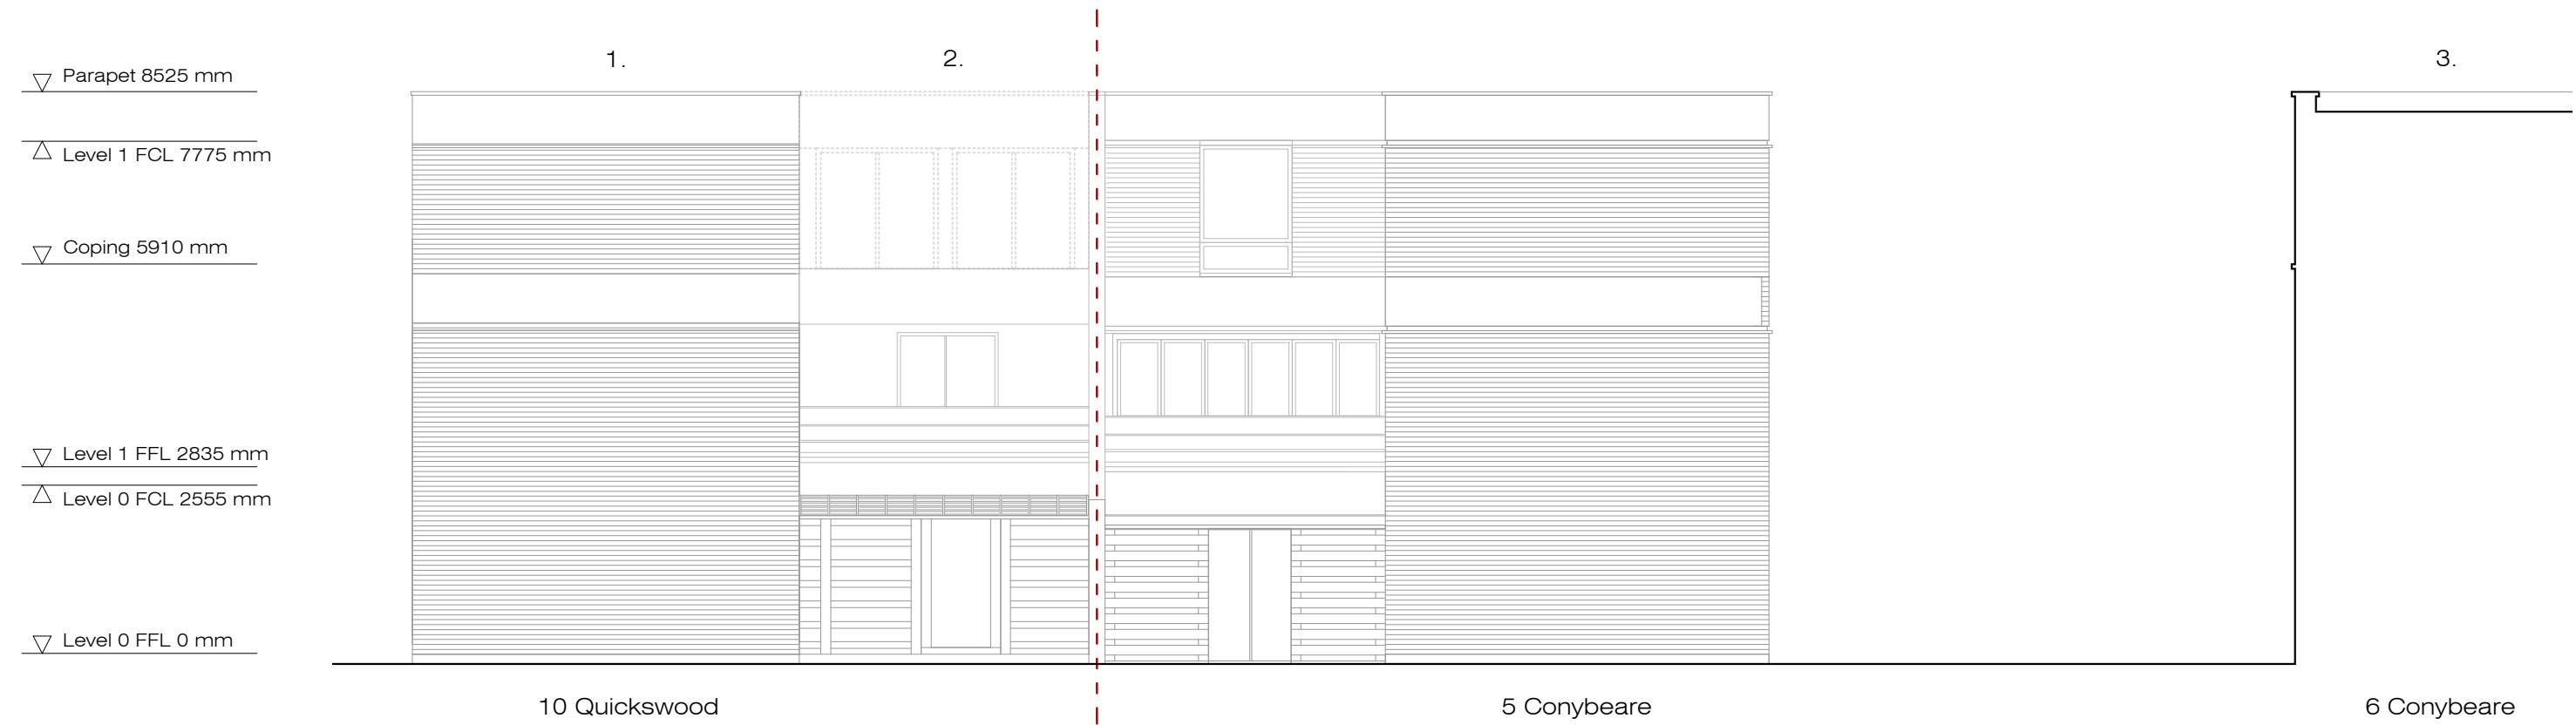 1.
2.
3.
Parapet 8525 mm
Level 1 FCL 7775 mm
Coping 5910 mm
Level 1 FFL 2835 mm
Level 0 FCL 2555 mm
Level 0 FFL 0 mm
10 Quickswood
5 Conybeare
6 Conybeare